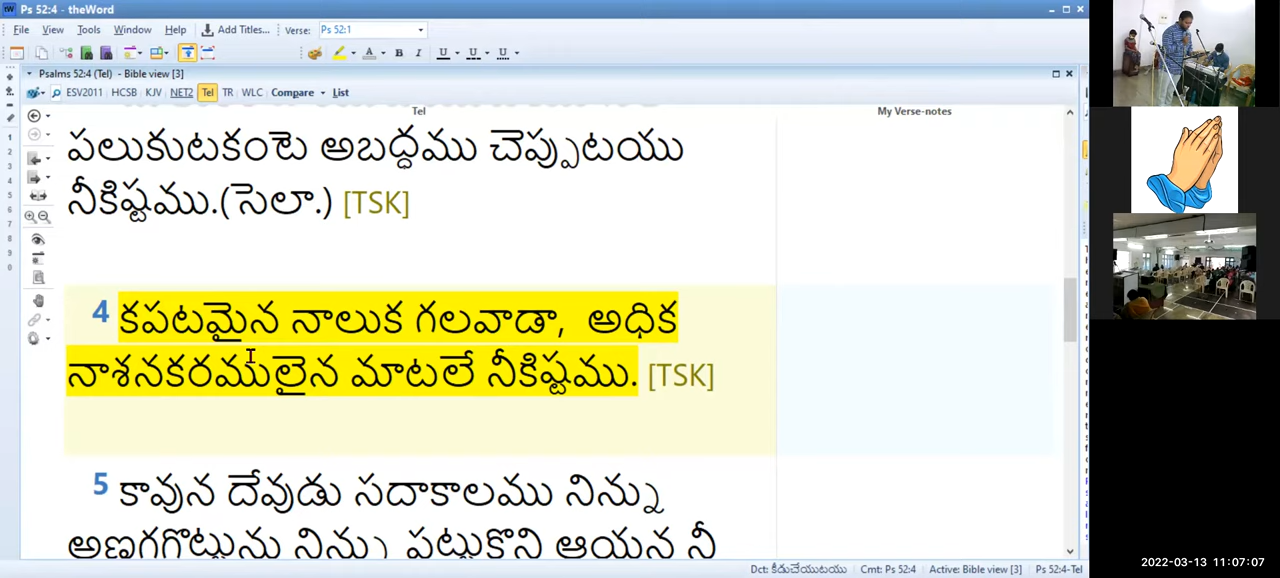 Ps 52:4 - theWord
File View Tools Window Help Add Titles... Verse: Ps 52:1
Psalms 52:4 (Tel) - Bible view [3]
ESV2011 HCSB KJV NET2 Tel TR WLC Compare List
Tel My Verse-notes
పలుకుటకంటె అబద్ధము చెప్పుటయు
నీకిష్టము.(సెలా.) [TSK]
4 కపటమైన నాలుక గలవాడా, అధిక
నాశనకరములైన మాటలే నీకిష్టము. [TSK]
5 కావున దేవుడు సదాకాలము నిన్ను
అణగగొట్టును నిన్ను పట్టుకొని ఆయన నీ
Dct: కీడుచేయుటయు Cmt: Ps 52:4 Active: Bible view [3] Ps 52:4-Tel
2022-03-13 11:07:07